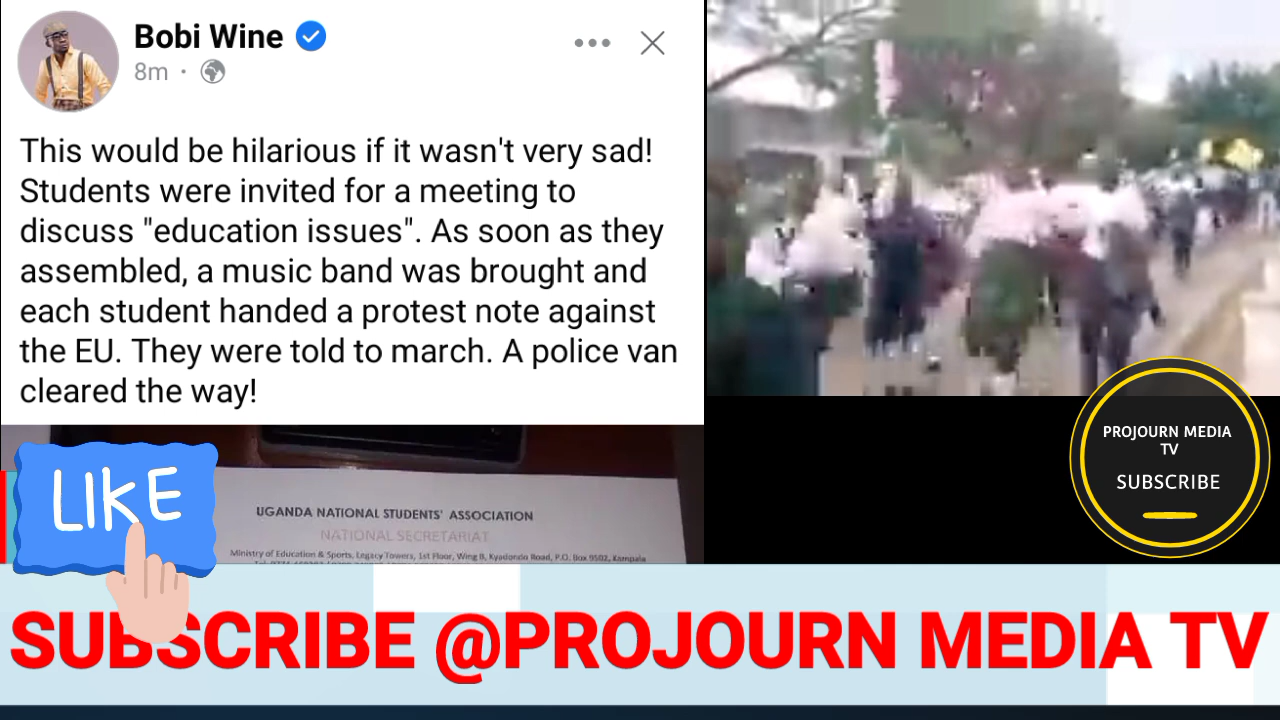 Bobi Wine
8m ·
This would be hilarious if it wasn't very sad!
Students were invited for a meeting to
discuss "education issues". As soon as they
assembled, a music band was brought and
each student handed a protest note against
the EU. They were told to march. A police van
cleared the way!
LIKE
UGANDA NATIONAL STUDENTS' ASSOCIATION
NATIONAL SECRETARIAT
Ministry of Education & Sports, Legacy Towers, 1st Floor, Wing B, Kyadondo Road, P.O. Box 9502, Kampala
PROJOURN MEDIA
TV
SUBSCRIBE
SUBSCRIBE @PROJOURN MEDIA TV